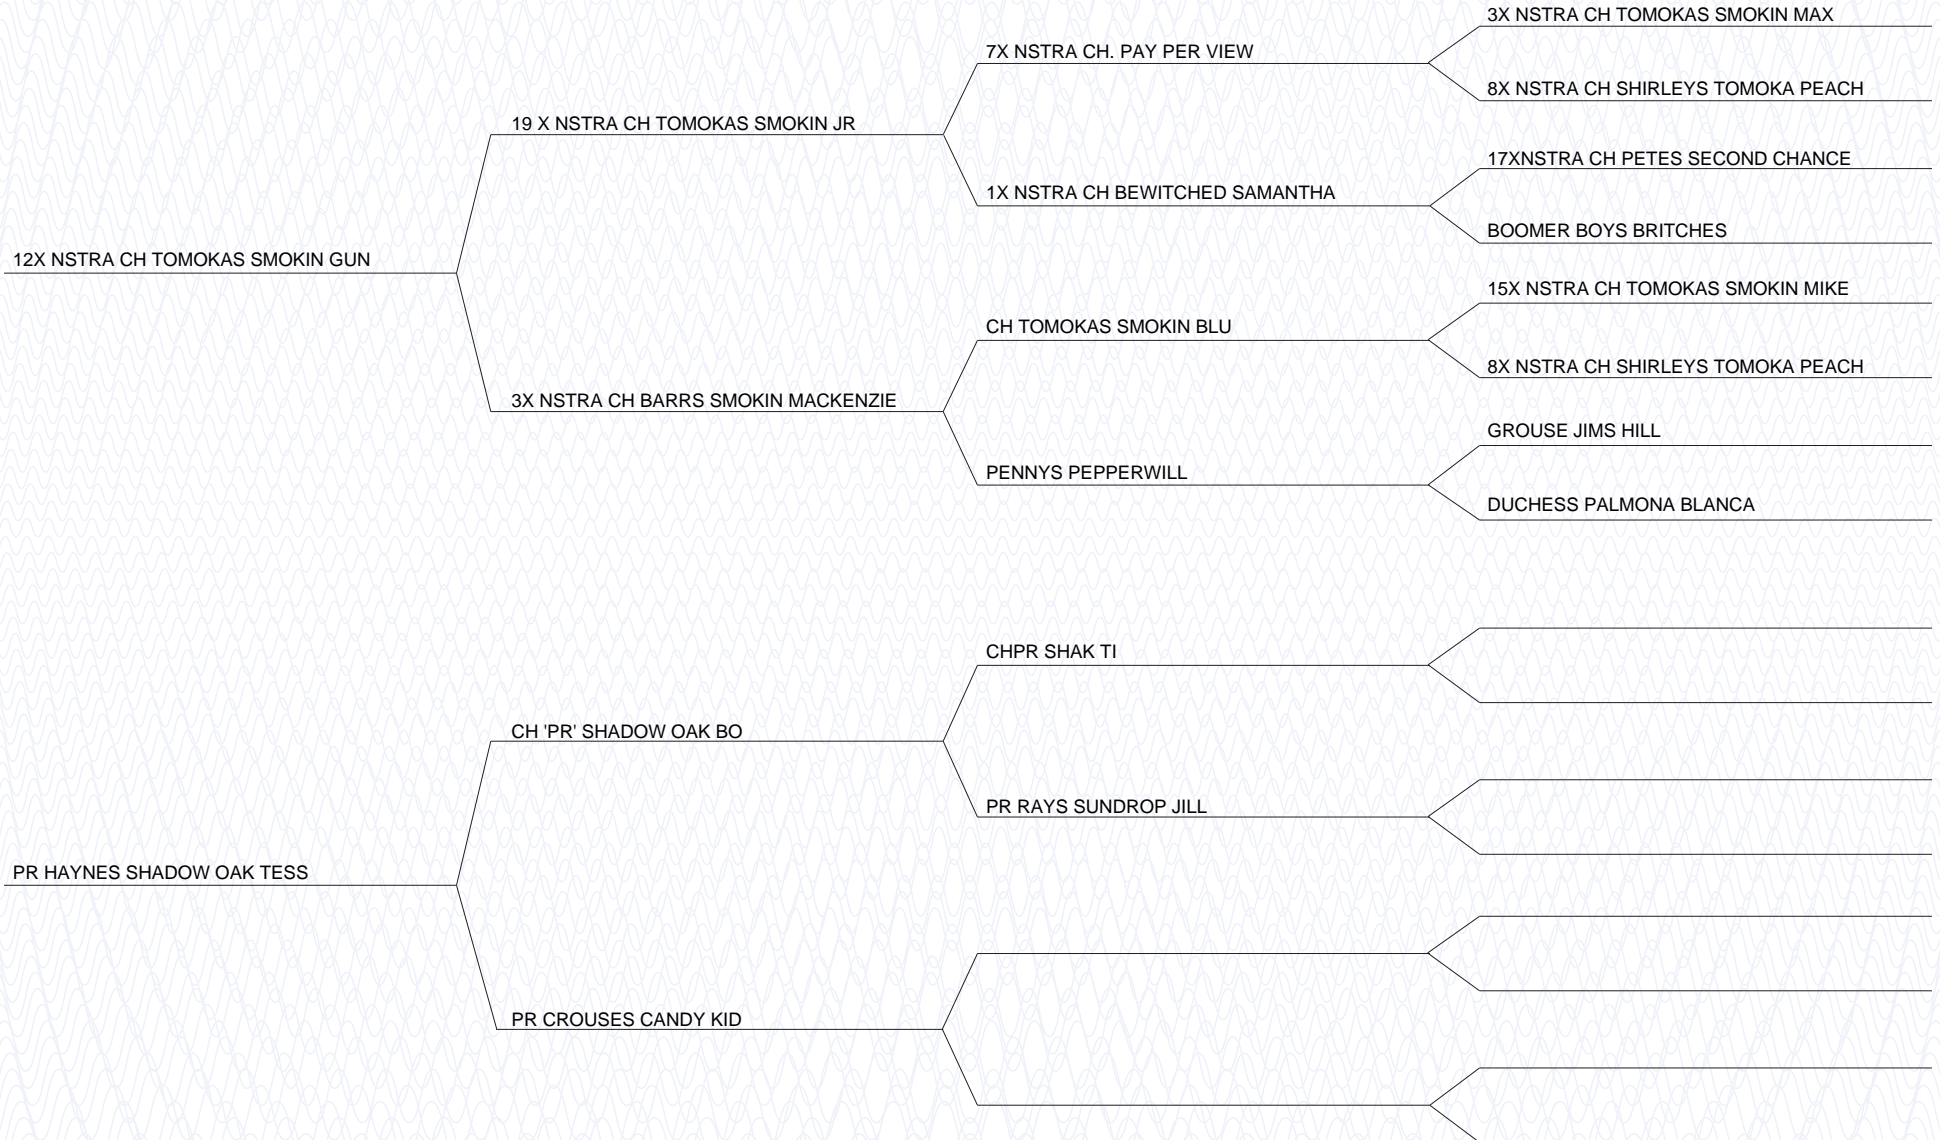 3X NSTRA CH TOMOKAS SMOKIN MAX
7X NSTRA CH. PAY PER VIEW
8X NSTRA CH SHIRLEYS TOMOKA PEACH
19 X NSTRA CH TOMOKAS SMOKIN JR
17XNSTRA CH PETES SECOND CHANCE
1X NSTRA CH BEWITCHED SAMANTHA
BOOMER BOYS BRITCHES
12X NSTRA CH TOMOKAS SMOKIN GUN
15X NSTRA CH TOMOKAS SMOKIN MIKE
CH TOMOKAS SMOKIN BLU
8X NSTRA CH SHIRLEYS TOMOKA PEACH
3X NSTRA CH BARRS SMOKIN MACKENZIE
GROUSE JIMS HILL
PENNYS PEPPERWILL
DUCHESS PALMONA BLANCA
CHPR SHAK TI
CH 'PR' SHADOW OAK BO
PR RAYS SUNDROP JILL
PR HAYNES SHADOW OAK TESS
PR CROUSES CANDY KID